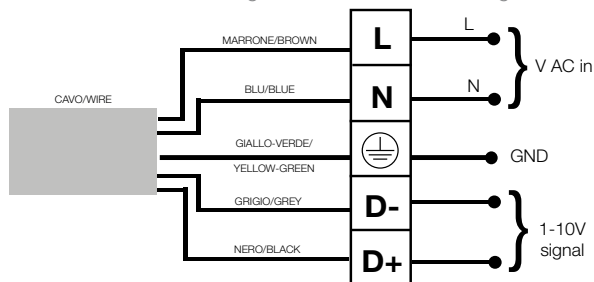 MARRONE/BROWN
L
L
V AC in
CAVO/WIRE
BLU/BLUE
N
N
GIALLO-VERDE/
YELLOW-GREEN
GND
GRIGIO/GREY
D-
1-10V
signal
NERO/BLACK
D+